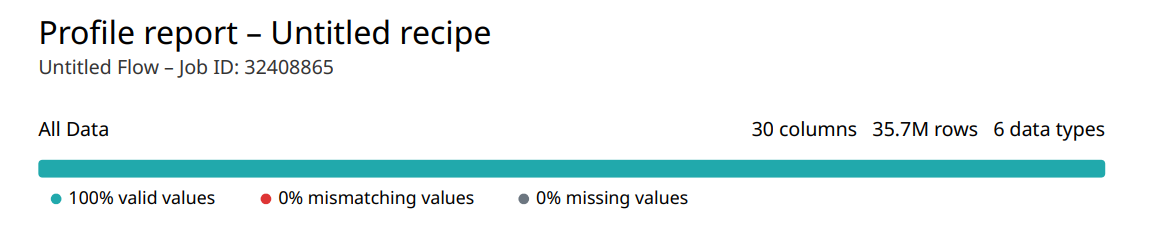 Profile report – Untitled recipe
Untitled Flow – Job ID: 32408865
All Data 30 columns 35.7M rows 6 data types
100% valid values 0% mismatching values 0% missing values